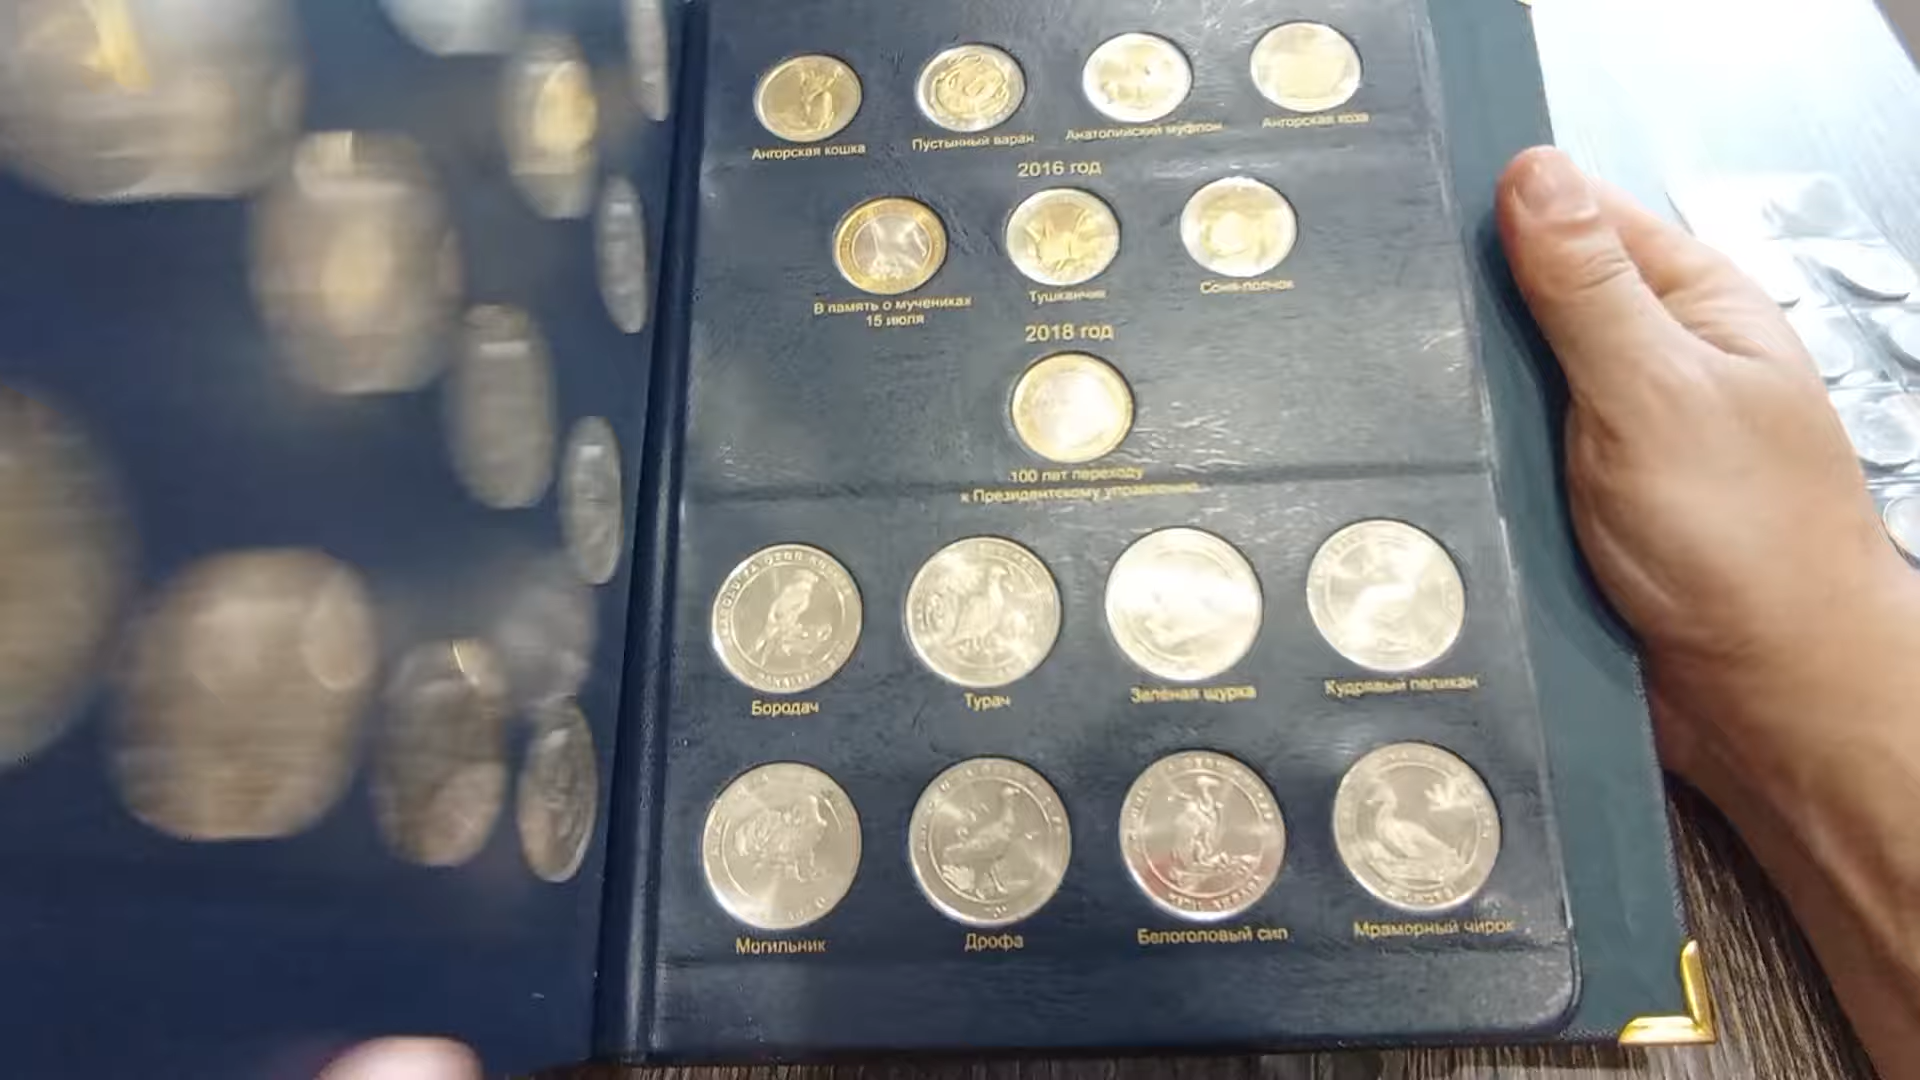 Ангорская кошка
Пустынный варан
Анатолийский муфлон
Ангорская коза
2016 год
В память о мучениках
15 июля
Тушканчик
Соня-полчок
2018 год
100 лет переходу
к Президентскому управлению
Бородач
Турач
Зелёная щурка
Кудрявый пеликан
Могильник
Дрофа
Белоголовый сип
Мраморный чирок